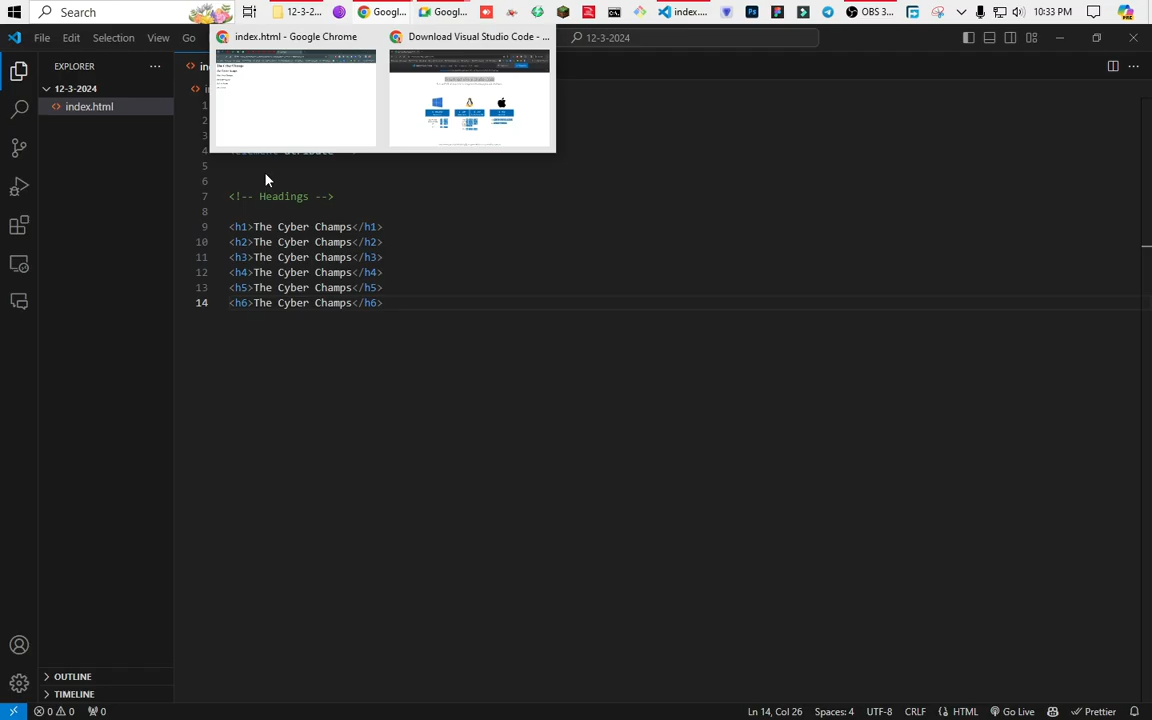 Search
12-3-2...
Googl...
Googl...
index....
OBS 3...
10:33 PM
File Edit Selection View Go
12-3-2024
index.html - Google Chrome
Download Visual Studio Code - ...
EXPLORER
12-3-2024
index.html
1
2
3
4
5
6
7 <!-- Headings -->
8
9 <h1>The Cyber Champs</h1>
10 <h2>The Cyber Champs</h2>
11 <h3>The Cyber Champs</h3>
12 <h4>The Cyber Champs</h4>
13 <h5>The Cyber Champs</h5>
14 <h6>The Cyber Champs</h6>
OUTLINE
TIMELINE
0 0 0 Ln 14, Col 26 Spaces: 4 UTF-8 CRLF {} HTML Go Live Prettier